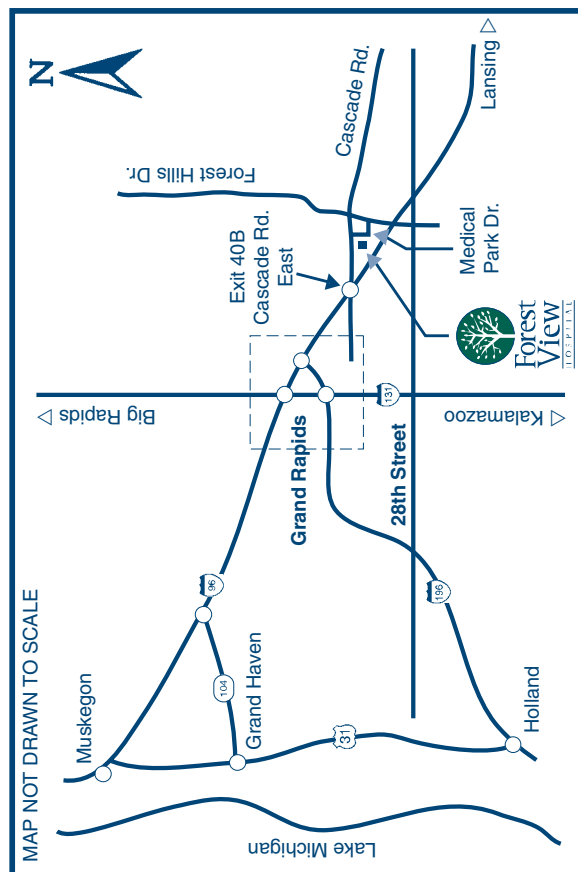 MAP NOT DRAWN TO SCALE
N
Muskegon
Big Rapids
Forest Hills Dr.
96
104
Grand Haven
Exit 40B
Cascade Rd.
East
Cascade Rd.
Grand Rapids
Lake Michigan
31
28th Street
131
196
Holland
Kalamazoo
Medical
Park Dr.
Lansing
Forest
View
HOSPITAL